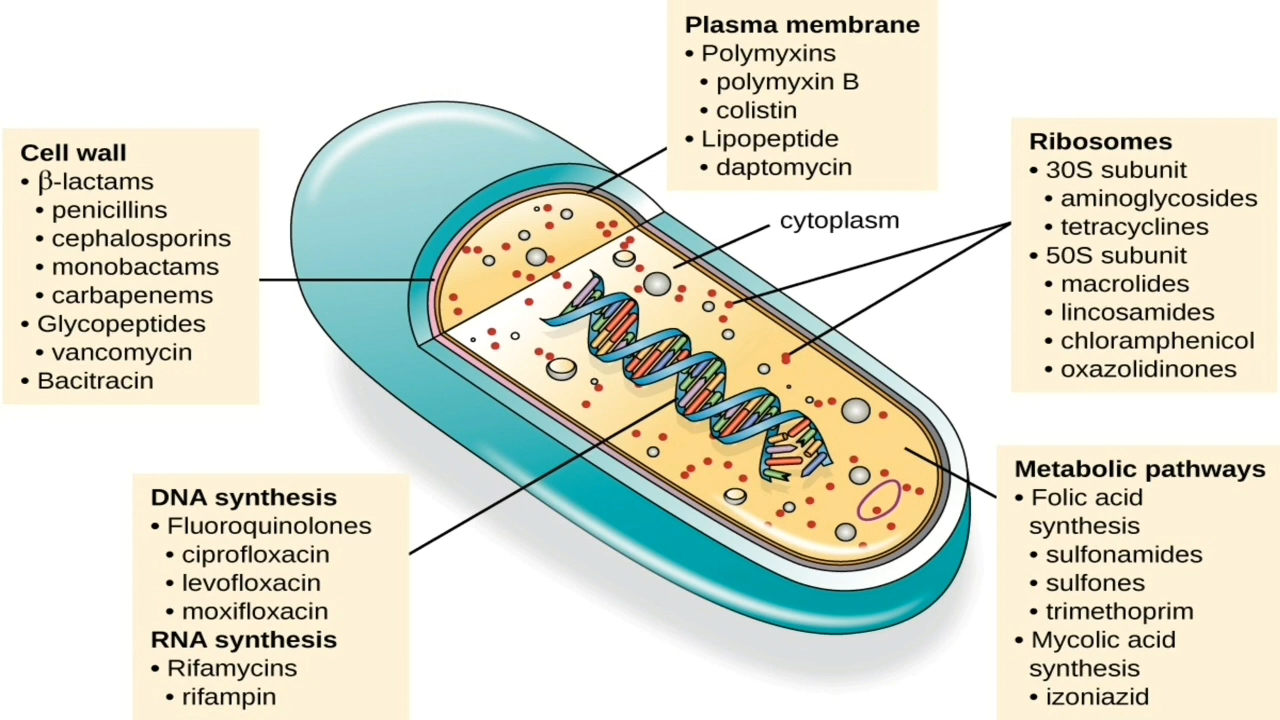 Plasma membrane
• Polymyxins
• polymyxin B
• colistin
• Lipopeptide
• daptomycin
Cell wall
• β-lactams
• penicillins
• cephalosporins
• monobactams
• carbapenems
• Glycopeptides
• vancomycin
• Bacitracin
cytoplasm
Ribosomes
• 30S subunit
• aminoglycosides
• tetracyclines
• 50S subunit
• macrolides
• lincosamides
• chloramphenicol
• oxazolidinones
DNA synthesis
• Fluoroquinolones
• ciprofloxacin
• levofloxacin
• moxifloxacin
RNA synthesis
• Rifamycins
• rifampin
Metabolic pathways
• Folic acid
synthesis
• sulfonamides
• sulfones
• trimethoprim
• Mycolic acid
synthesis
• izoniazid